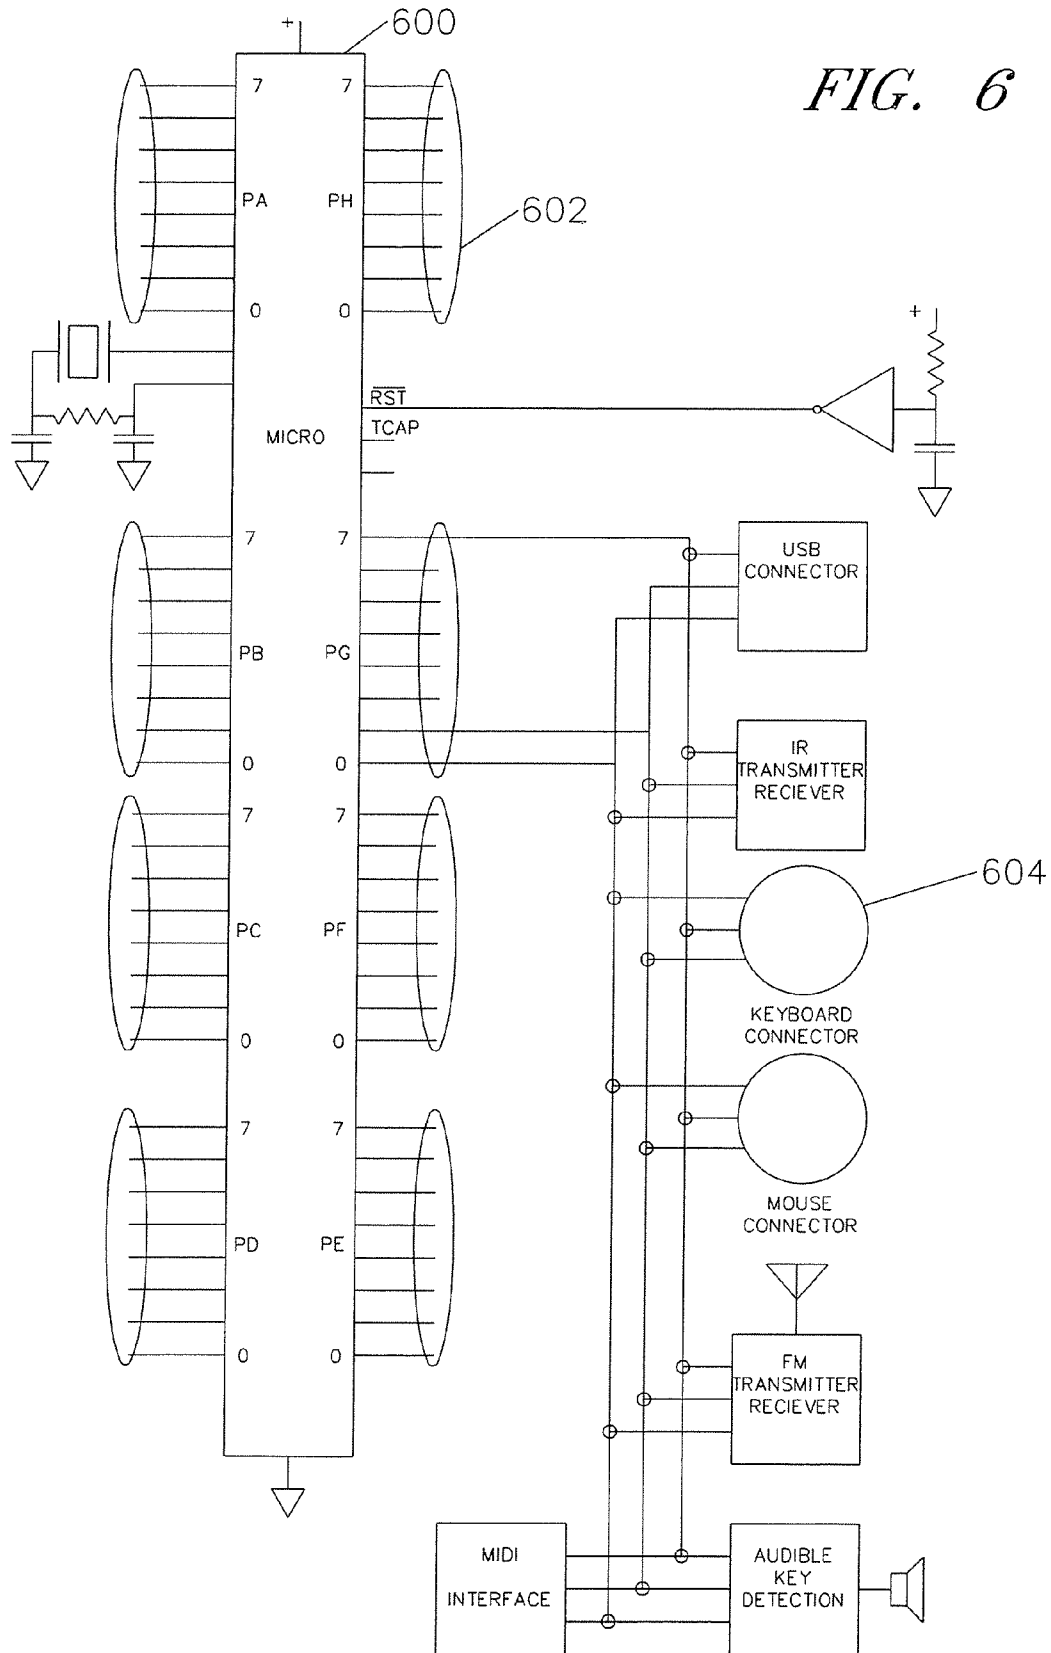 +
600
FIG. 6
7 7
PA PH
602
0 0
+
RST
TCAP
MICRO
7 7
USB
CONNECTOR
PB PG
0 0
IR
TRANSMITTER
RECIEVER
7 7
604
PC PF
KEYBOARD
CONNECTOR
0 0
7 7
MOUSE
CONNECTOR
PD PE
0 0
FM
TRANSMITTER
RECIEVER
MIDI
INTERFACE
AUDIBLE
KEY
DETECTION